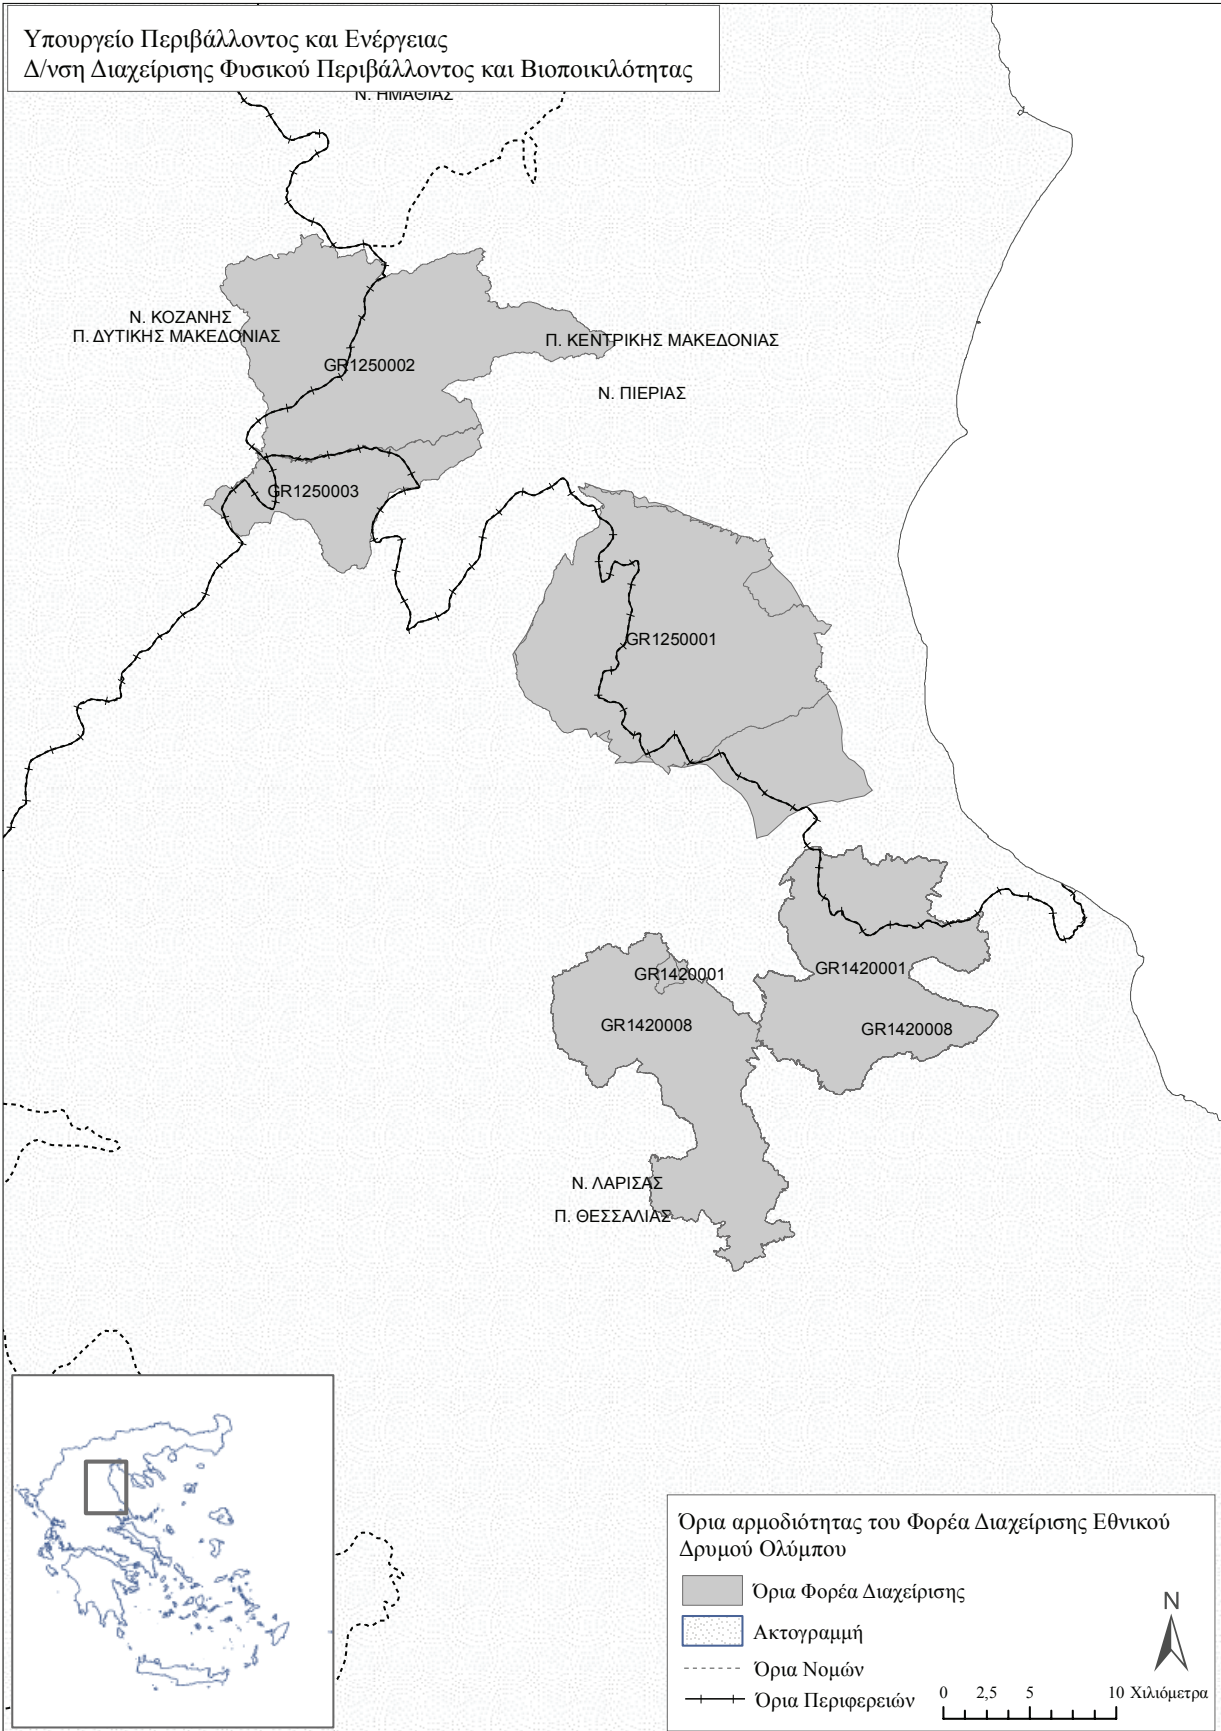 Υπουργείο Περιβάλλοντος και Ενέργειας
Δ/νση Διαχείρισης Φυσικού Περιβάλλοντος και Βιοποικιλότητας
Ν. ΗΜΑΘΙΑΣ
Ν. ΚΟΖΑΝΗΣ
Π. ΔΥΤΙΚΗΣ ΜΑΚΕΔΟΝΙΑΣ
Π. ΚΕΝΤΡΙΚΗΣ ΜΑΚΕΔΟΝΙΑΣ
GR1250002
Ν. ΠΙΕΡΙΑΣ
GR1250003
GR1250001
GR1420001
GR1420001
GR1420008
GR1420008
Ν. ΛΑΡΙΣΑΣ
Π. ΘΕΣΣΑΛΙΑΣ
Όρια αρμοδιότητας του Φορέα Διαχείρισης Εθνικού
Δρυμού Ολύμπου
Όρια Φορέα Διαχείρισης
Ακτογραμμή
Όρια Νομών
Όρια Περιφερειών
N
0 2,5 5 10 Χιλιόμετρα